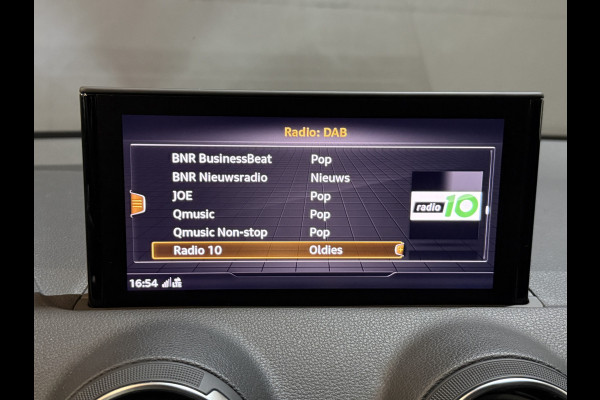 Radio: DAB
BNR BusinessBeat Pop
BNR Nieuwsradio Nieuws
JOE Pop
Qmusic Pop
Qmusic Non-stop Pop
Radio 10 Oldies
radio 10
16:54 LTE